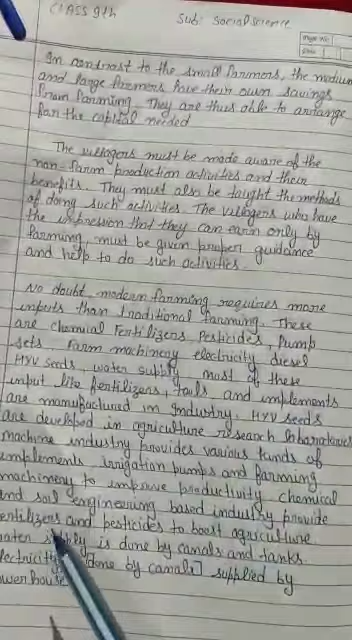 CLASS 9th
Sub: Social science
Page No.
Date
In contrast to the small farmers, the medium
and large farmers have their own savings
from farming. They are thus able to arrange
for the capital needed
The villagers must be made aware of the
non-farm production activities and their
benefits. They must also be taught the methods
of doing such activities. The villagers who have
the impression that they can earn only by
farming, must be given proper guidance
and help to do such activities.
No doubt, modern farming requires more
inputs than traditional farming. These
are chemical fertilizers, Pesticides, pump
sets farm machinery electricity diesel
HYV seeds, water supply most of these
input like fertilizers, tools, and implements
are manufactured in Industry. HYV seeds
are developed in agriculture research labarataries
machine industry provides various kinds of
implements irrigation pumps and farming
machinery to improve productivity chemical
and soil engineering based industry provide
fertilizers and pesticides to boost agriculture
water supply is done by canals and tanks
electricity [done by canals] supplied by
power house